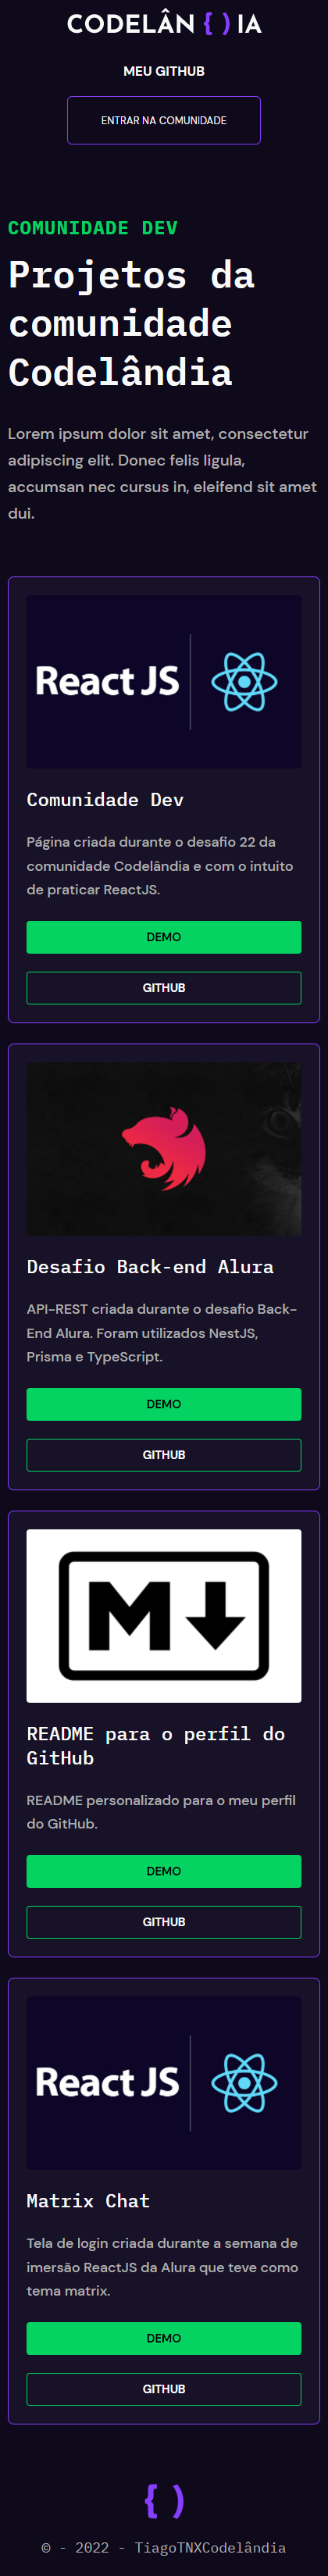 CODELÂN { } IA
MEU GITHUB
ENTRAR NA COMUNIDADE
COMUNIDADE DEV
Projetos da
comunidade
Codelândia
Lorem ipsum dolor sit amet, consectetur
adipiscing elit. Donec felis ligula,
accumsan nec cursus in, eleifend sit amet
dui.
React JS
Comunidade Dev
Página criada durante o desafio 22 da
comunidade Codelândia e com o intuito
de praticar ReactJS.
DEMO
GITHUB
Desafio Back-end Alura
API-REST criada durante o desafio Back-
End Alura. Foram utilizados NestJS,
Prisma e TypeScript.
DEMO
GITHUB
M
README para o perfil do
GitHub
README personalizado para o meu perfil
do GitHub.
DEMO
GITHUB
React JS
Matrix Chat
Tela de login criada durante a semana de
imersão ReactJS da Alura que teve como
tema matrix.
DEMO
GITHUB
{ }
© - 2022 - TiagoTNXCodelândia